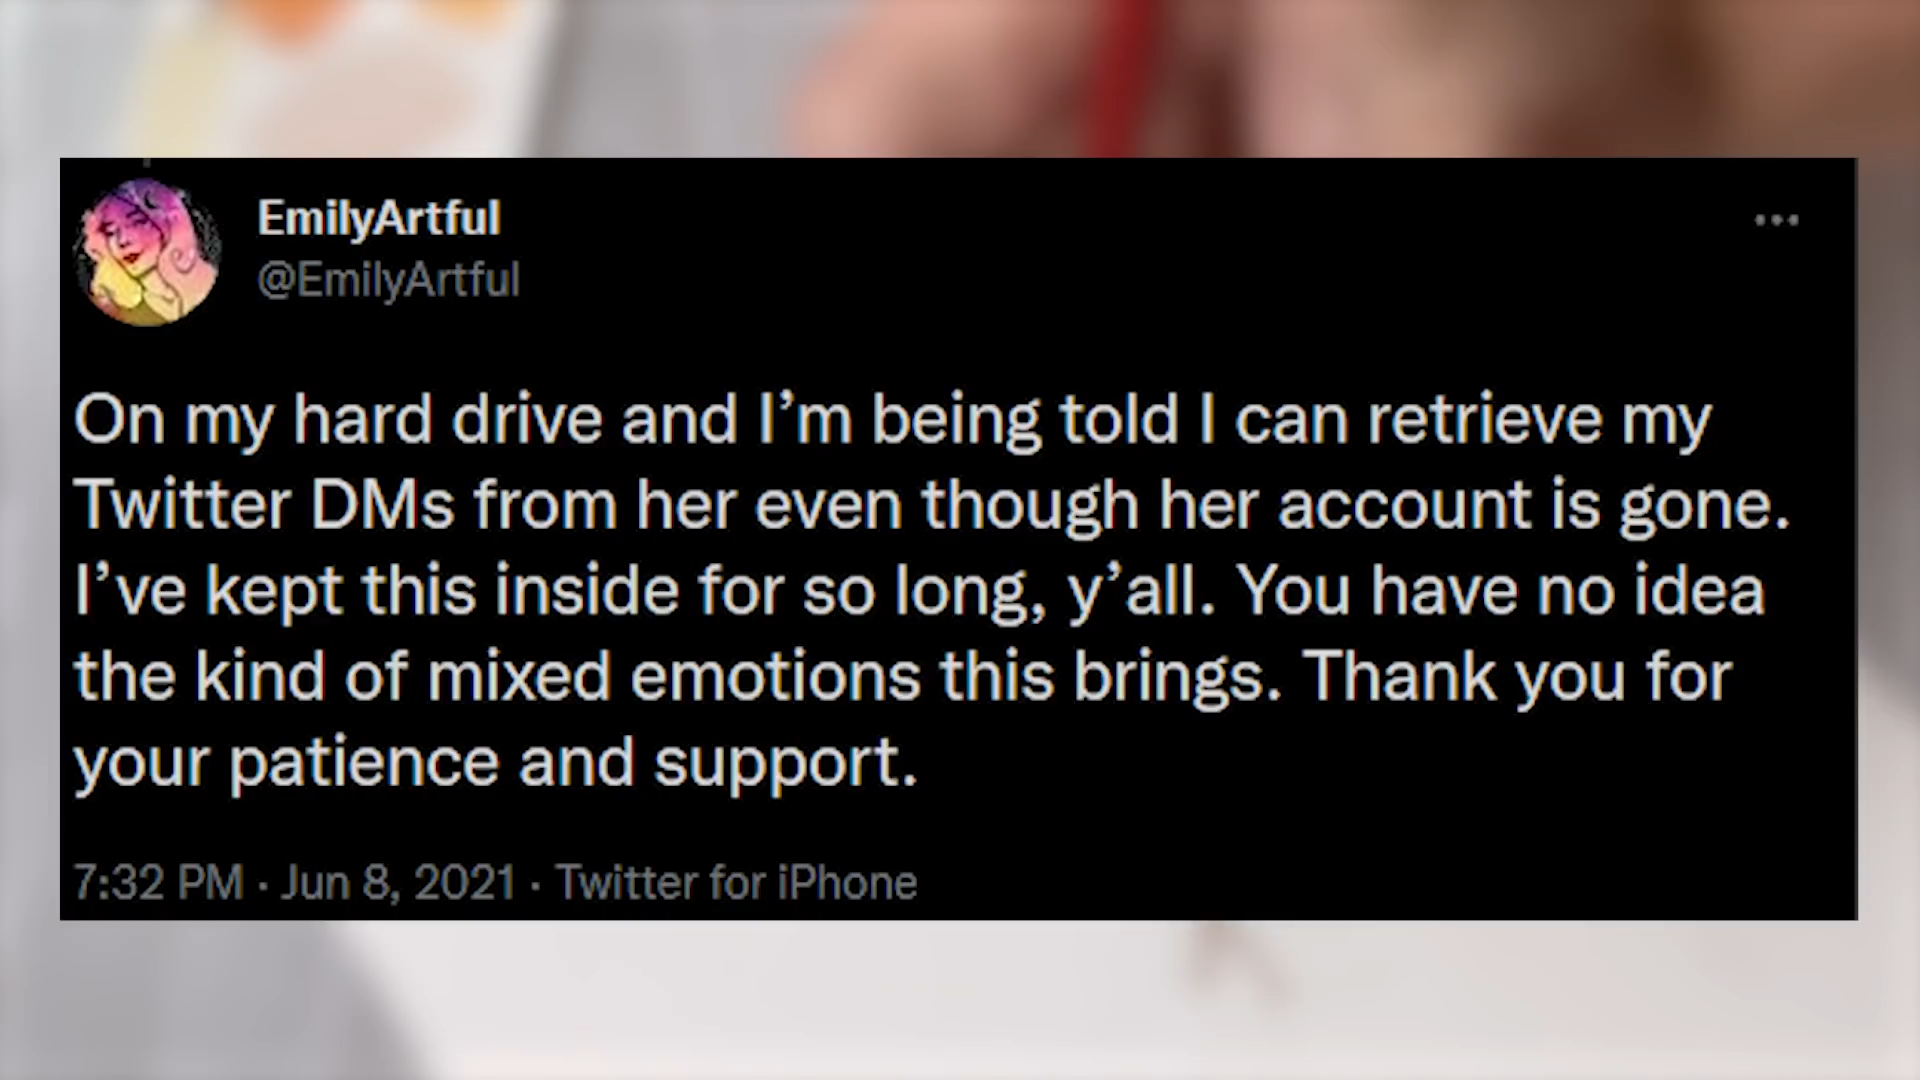 EmilyArtful
@EmilyArtful
On my hard drive and I’m being told I can retrieve my
Twitter DMs from her even though her account is gone.
I’ve kept this inside for so long, y’all. You have no idea
the kind of mixed emotions this brings. Thank you for
your patience and support.
7:32 PM · Jun 8, 2021 · Twitter for iPhone